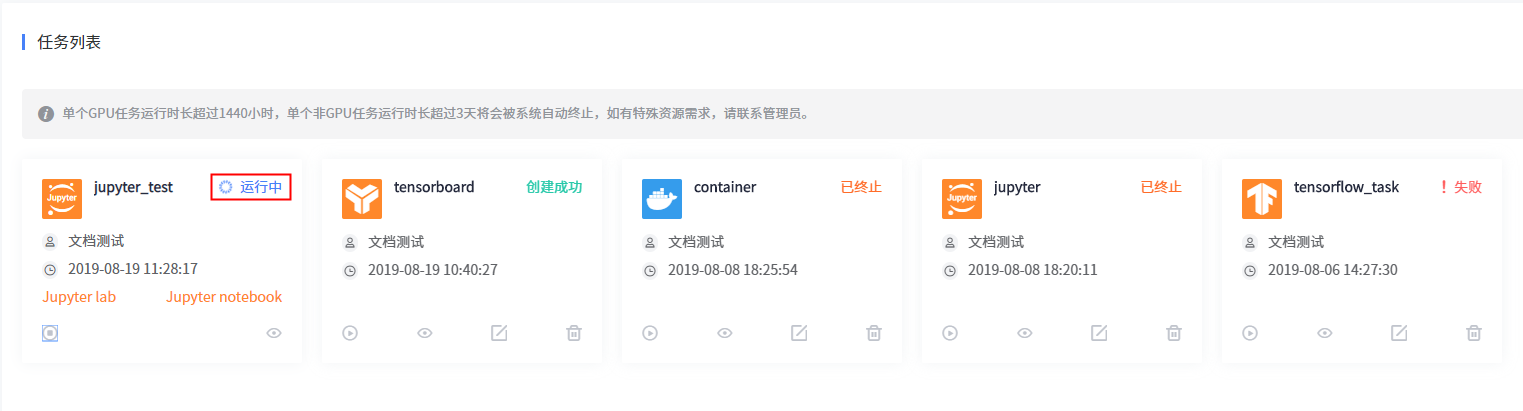 任务列表
单个GPU任务运行时长超过1440小时，单个非GPU任务运行时长超过3天将会被系统自动终止，如有特殊资源需求，请联系管理员。
Jupyter
jupyter_test
运行中
文档测试
2019-08-19 11:28:17
Jupyter lab
Jupyter notebook
tensorboard
创建成功
文档测试
2019-08-19 10:40:27
container
已终止
文档测试
2019-08-08 18:25:54
Jupyter
jupyter
已终止
文档测试
2019-08-08 18:20:11
tensorflow_task
! 失败
文档测试
2019-08-06 14:27:30